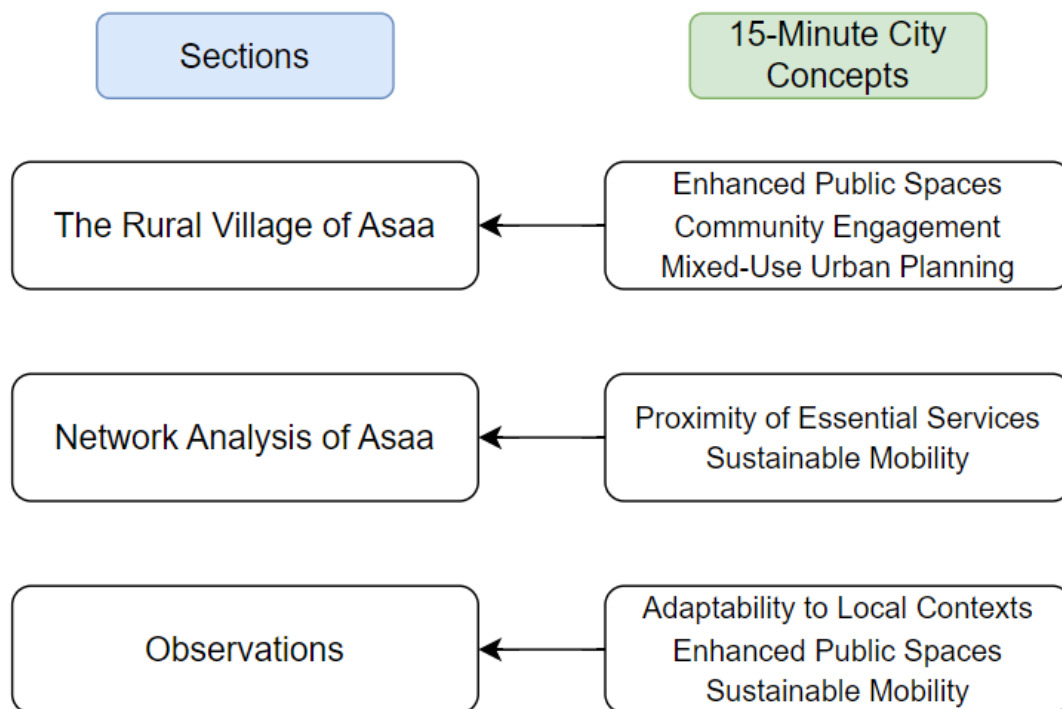 Sections
15-Minute City
Concepts
The Rural Village of Asaa
Enhanced Public Spaces
Community Engagement
Mixed-Use Urban Planning
Network Analysis of Asaa
Proximity of Essential Services
Sustainable Mobility
Observations
Adaptability to Local Contexts
Enhanced Public Spaces
Sustainable Mobility